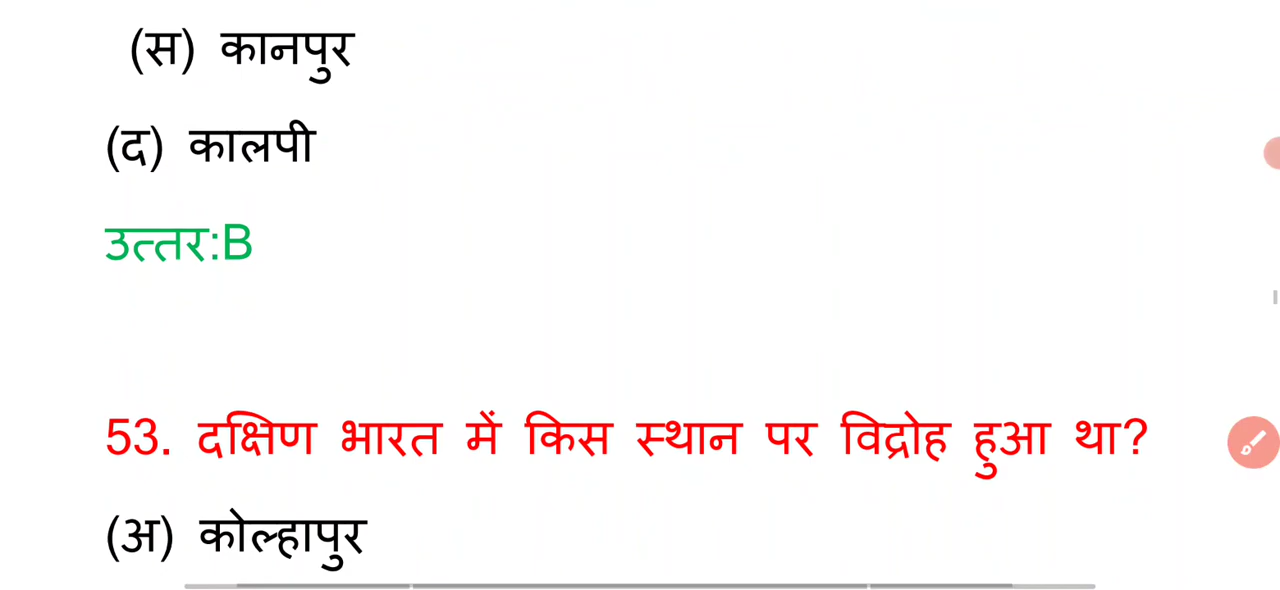 (स) कानपुर
(द) कालपी
उत्तर:B
53. दक्षिण भारत में किस स्थान पर विद्रोह हुआ था?
(अ) कोल्हापुर